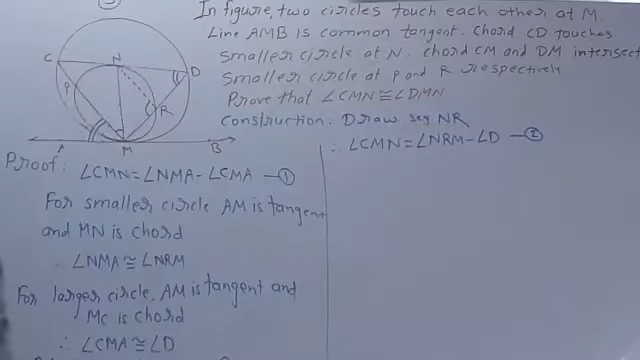 3
In figure, two circles touch each other at M.
Line AMB is common tangent. Chord CD touches
smaller circle at N. Chord CM and DM intersect
smaller circle at P and R respectively
Prove that ∠CMN≅∠DMN
Construction: Draw seg NR
C
N
D
P
R
A
M
B
Proof: ∠CMN=∠NMA-∠CMA —①
For smaller circle AM is tangent
and MN is chord
∴ ∠NMA≅∠NRM
For larger circle, AM is tangent and
MC is chord
∴ ∠CMA≅∠D
∴ ∠CMN=∠NRM-∠D —②